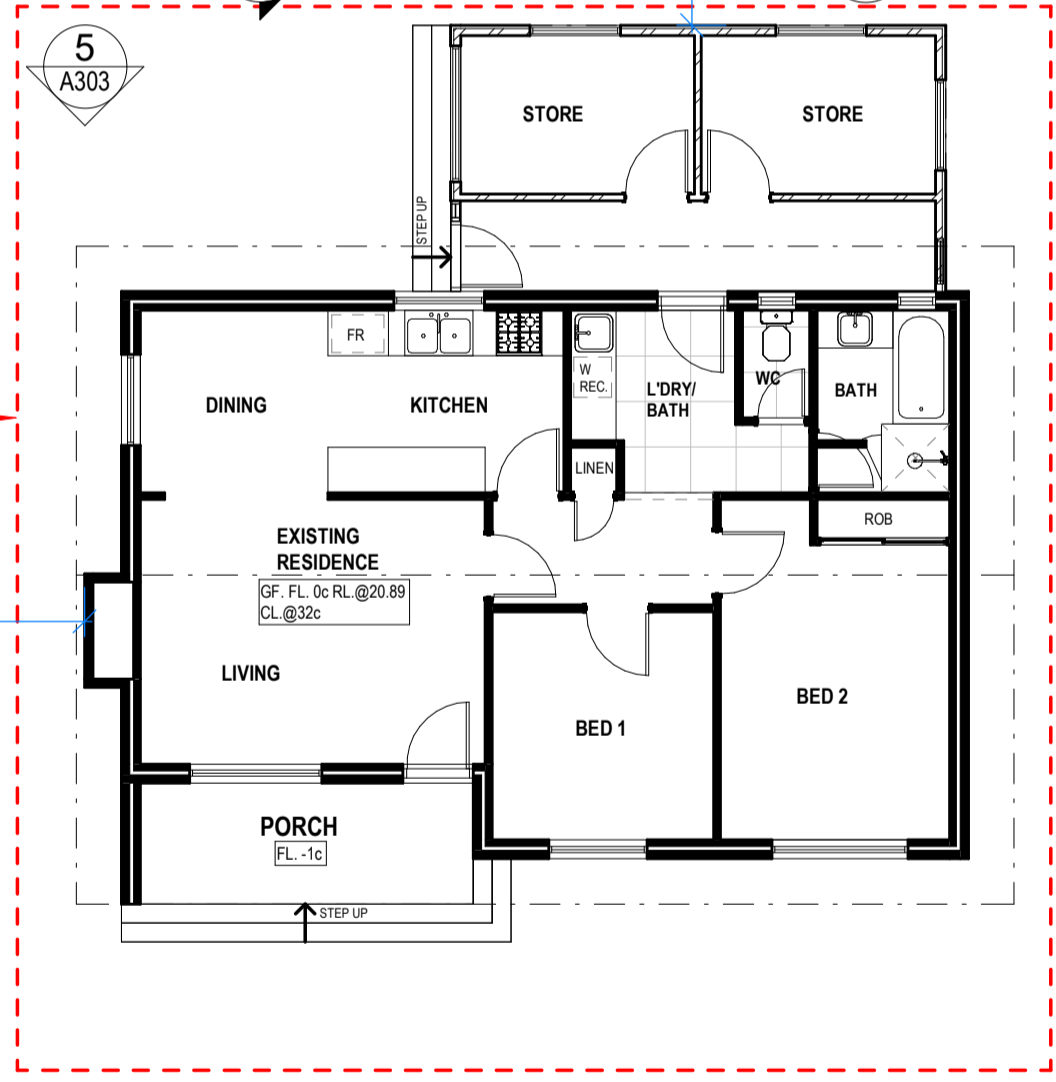 5
A303
STORE
STORE
STEP UP
FR
W
REC.
L'DRY/
BATH
WC
BATH
DINING
KITCHEN
LINEN
ROB
EXISTING
RESIDENCE
GF. FL. 0c RL.@20.89
CL.@32c
LIVING
BED 1
BED 2
PORCH
FL. -1c
STEP UP